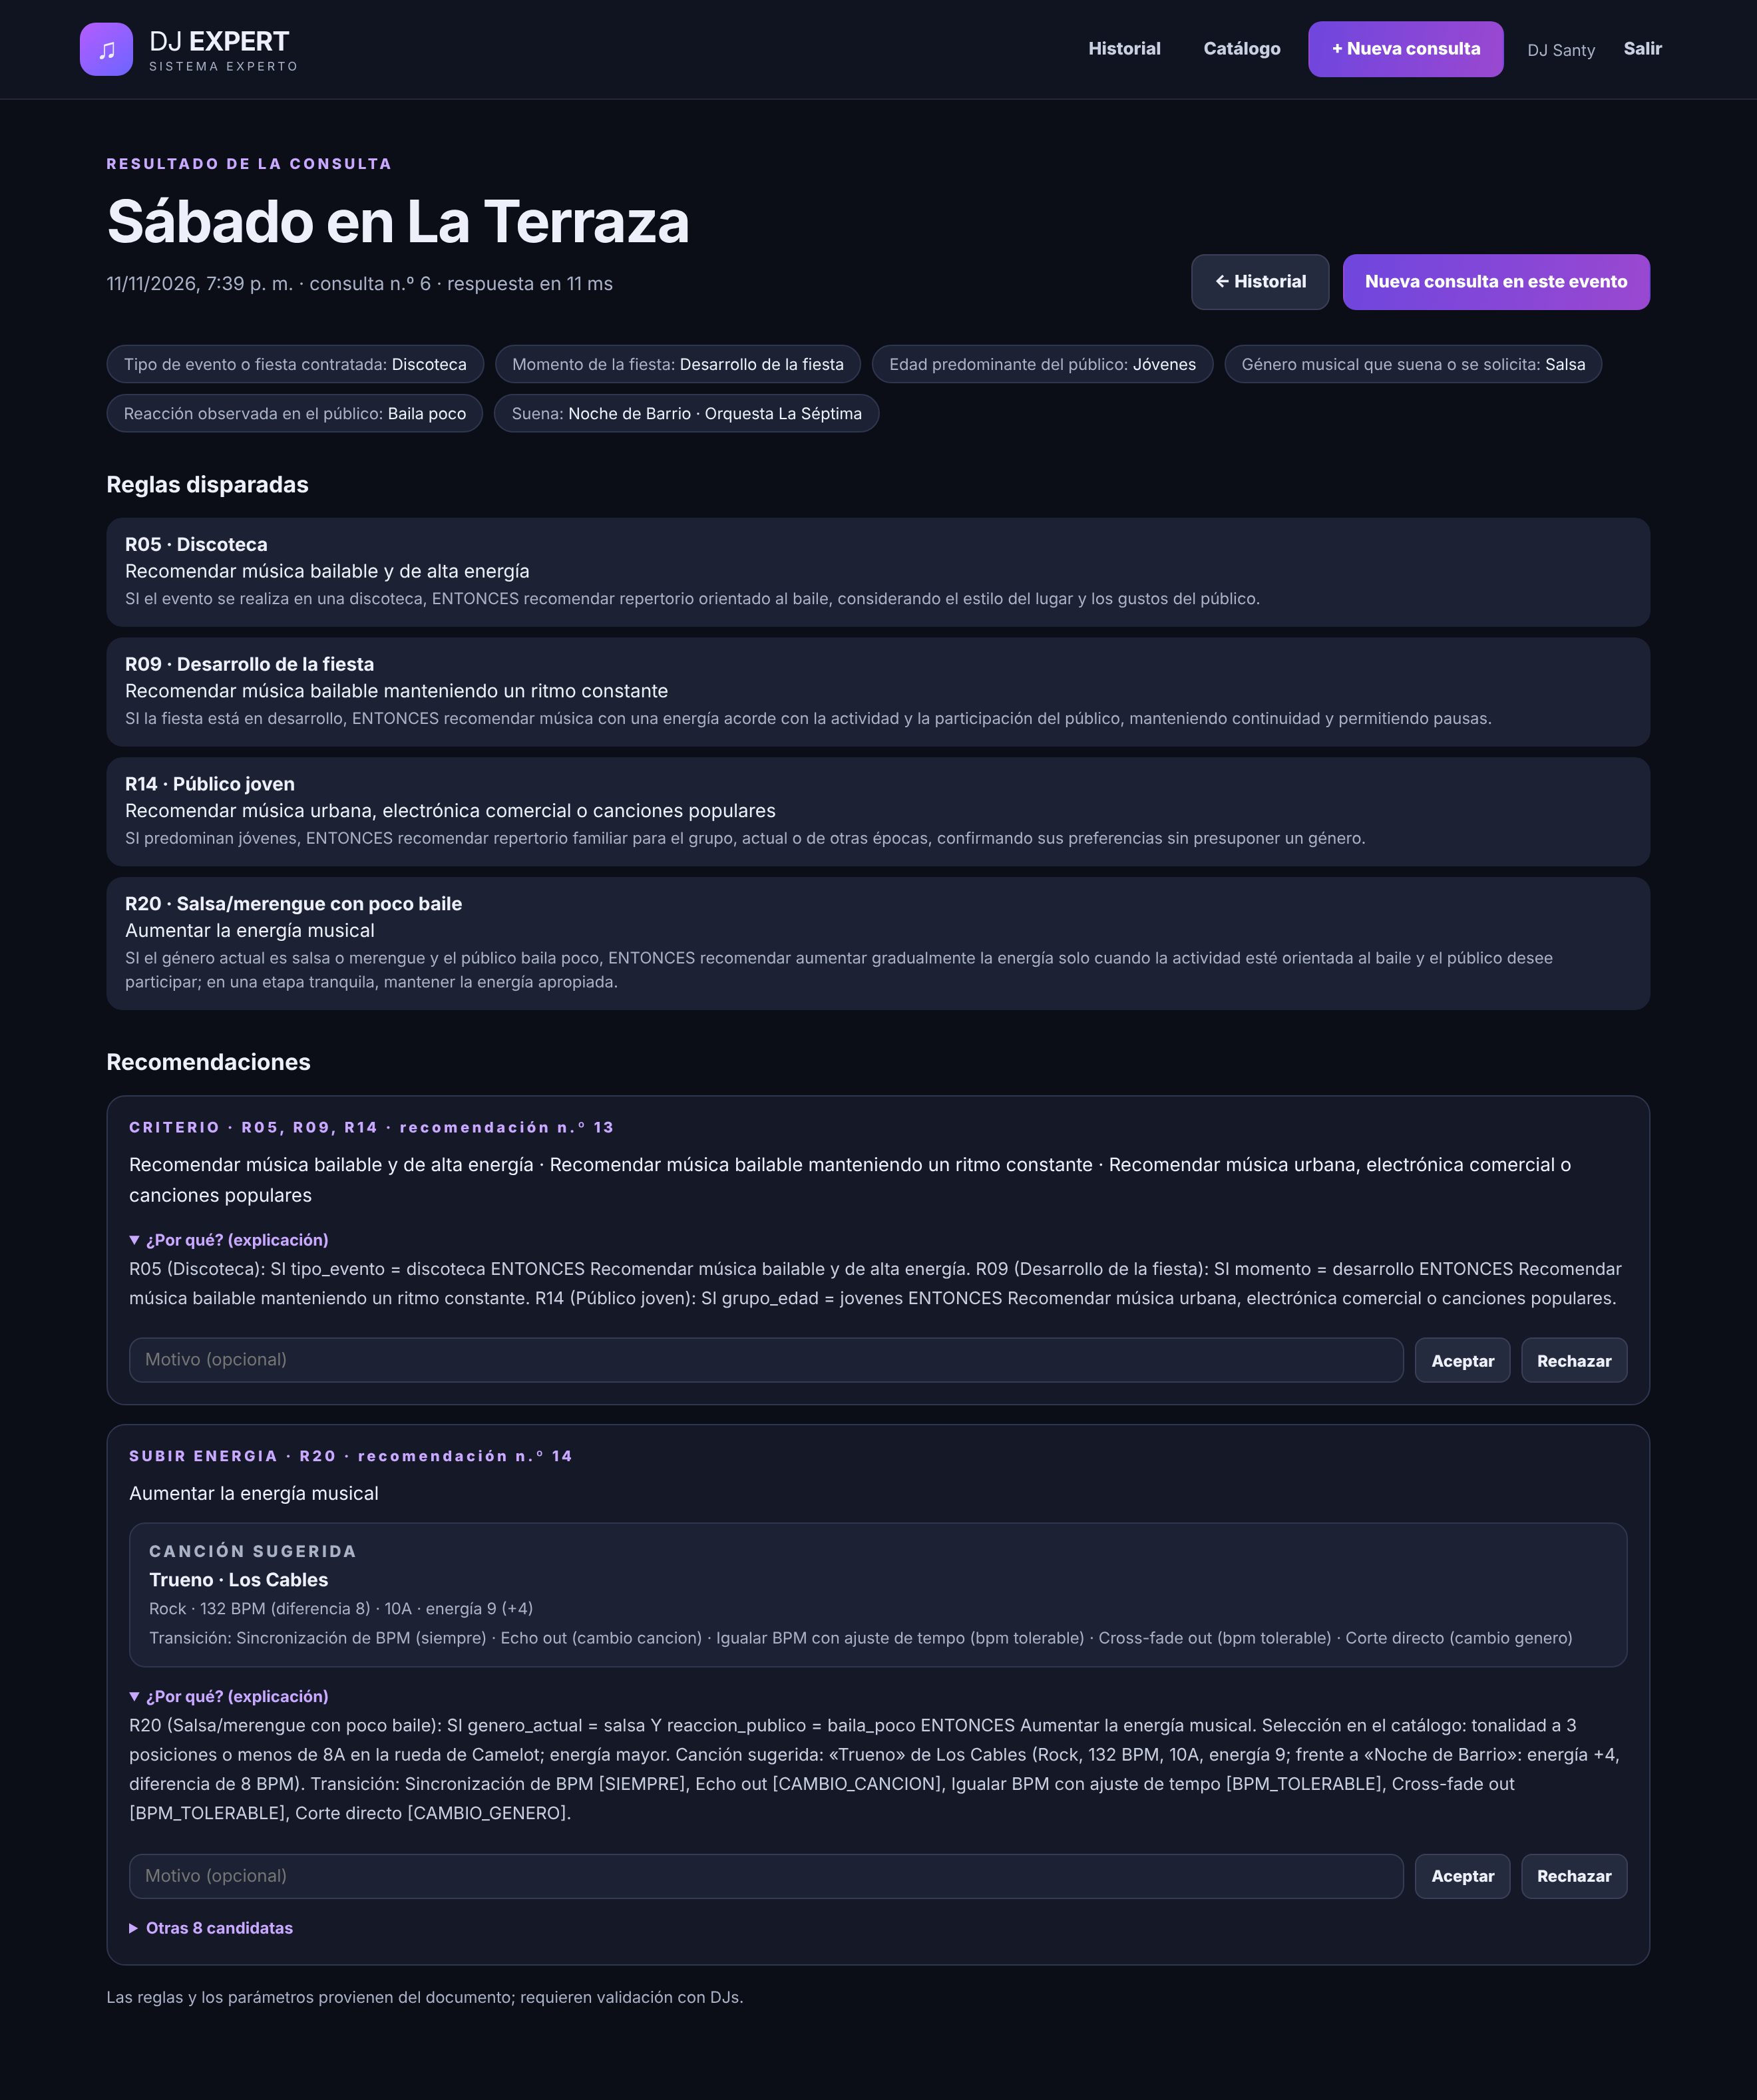 ♫
DJ EXPERT
SISTEMA EXPERTO
Historial
Catálogo
+ Nueva consulta
DJ Santy
Salir
RESULTADO DE LA CONSULTA
Sábado en La Terraza
11/11/2026, 7:39 p. m. · consulta n.º 6 · respuesta en 11 ms
← Historial
Nueva consulta en este evento
Tipo de evento o fiesta contratada: Discoteca
Momento de la fiesta: Desarrollo de la fiesta
Edad predominante del público: Jóvenes
Género musical que suena o se solicita: Salsa
Reacción observada en el público: Baila poco
Suena: Noche de Barrio · Orquesta La Séptima
Reglas disparadas
R05 · Discoteca
Recomendar música bailable y de alta energía
SI el evento se realiza en una discoteca, ENTONCES recomendar repertorio orientado al baile, considerando el estilo del lugar y los gustos del público.
R09 · Desarrollo de la fiesta
Recomendar música bailable manteniendo un ritmo constante
SI la fiesta está en desarrollo, ENTONCES recomendar música con una energía acorde con la actividad y la participación del público, manteniendo continuidad y permitiendo pausas.
R14 · Público joven
Recomendar música urbana, electrónica comercial o canciones populares
SI predominan jóvenes, ENTONCES recomendar repertorio familiar para el grupo, actual o de otras épocas, confirmando sus preferencias sin presuponer un género.
R20 · Salsa/merengue con poco baile
Aumentar la energía musical
SI el género actual es salsa o merengue y el público baila poco, ENTONCES recomendar aumentar gradualmente la energía solo cuando la actividad esté orientada al baile y el público desee
participar; en una etapa tranquila, mantener la energía apropiada.
Recomendaciones
CRITERIO · R05, R09, R14 · recomendación n.º 13
Recomendar música bailable y de alta energía · Recomendar música bailable manteniendo un ritmo constante · Recomendar música urbana, electrónica comercial o
canciones populares
▼ ¿Por qué? (explicación)
R05 (Discoteca): SI tipo_evento = discoteca ENTONCES Recomendar música bailable y de alta energía. R09 (Desarrollo de la fiesta): SI momento = desarrollo ENTONCES Recomendar
música bailable manteniendo un ritmo constante. R14 (Público joven): SI grupo_edad = jovenes ENTONCES Recomendar música urbana, electrónica comercial o canciones populares.
Motivo (opcional)
Aceptar
Rechazar
SUBIR ENERGIA · R20 · recomendación n.º 14
Aumentar la energía musical
CANCIÓN SUGERIDA
Trueno · Los Cables
Rock · 132 BPM (diferencia 8) · 10A · energía 9 (+4)
Transición: Sincronización de BPM (siempre) · Echo out (cambio cancion) · Igualar BPM con ajuste de tempo (bpm tolerable) · Cross-fade out (bpm tolerable) · Corte directo (cambio genero)
▼ ¿Por qué? (explicación)
R20 (Salsa/merengue con poco baile): SI genero_actual = salsa Y reaccion_publico = baila_poco ENTONCES Aumentar la energía musical. Selección en el catálogo: tonalidad a 3
posiciones o menos de 8A en la rueda de Camelot; energía mayor. Canción sugerida: «Trueno» de Los Cables (Rock, 132 BPM, 10A, energía 9; frente a «Noche de Barrio»: energía +4,
diferencia de 8 BPM). Transición: Sincronización de BPM [SIEMPRE], Echo out [CAMBIO_CANCION], Igualar BPM con ajuste de tempo [BPM_TOLERABLE], Cross-fade out
[BPM_TOLERABLE], Corte directo [CAMBIO_GENERO].
Motivo (opcional)
Aceptar
Rechazar
▶ Otras 8 candidatas
Las reglas y los parámetros provienen del documento; requieren validación con DJs.